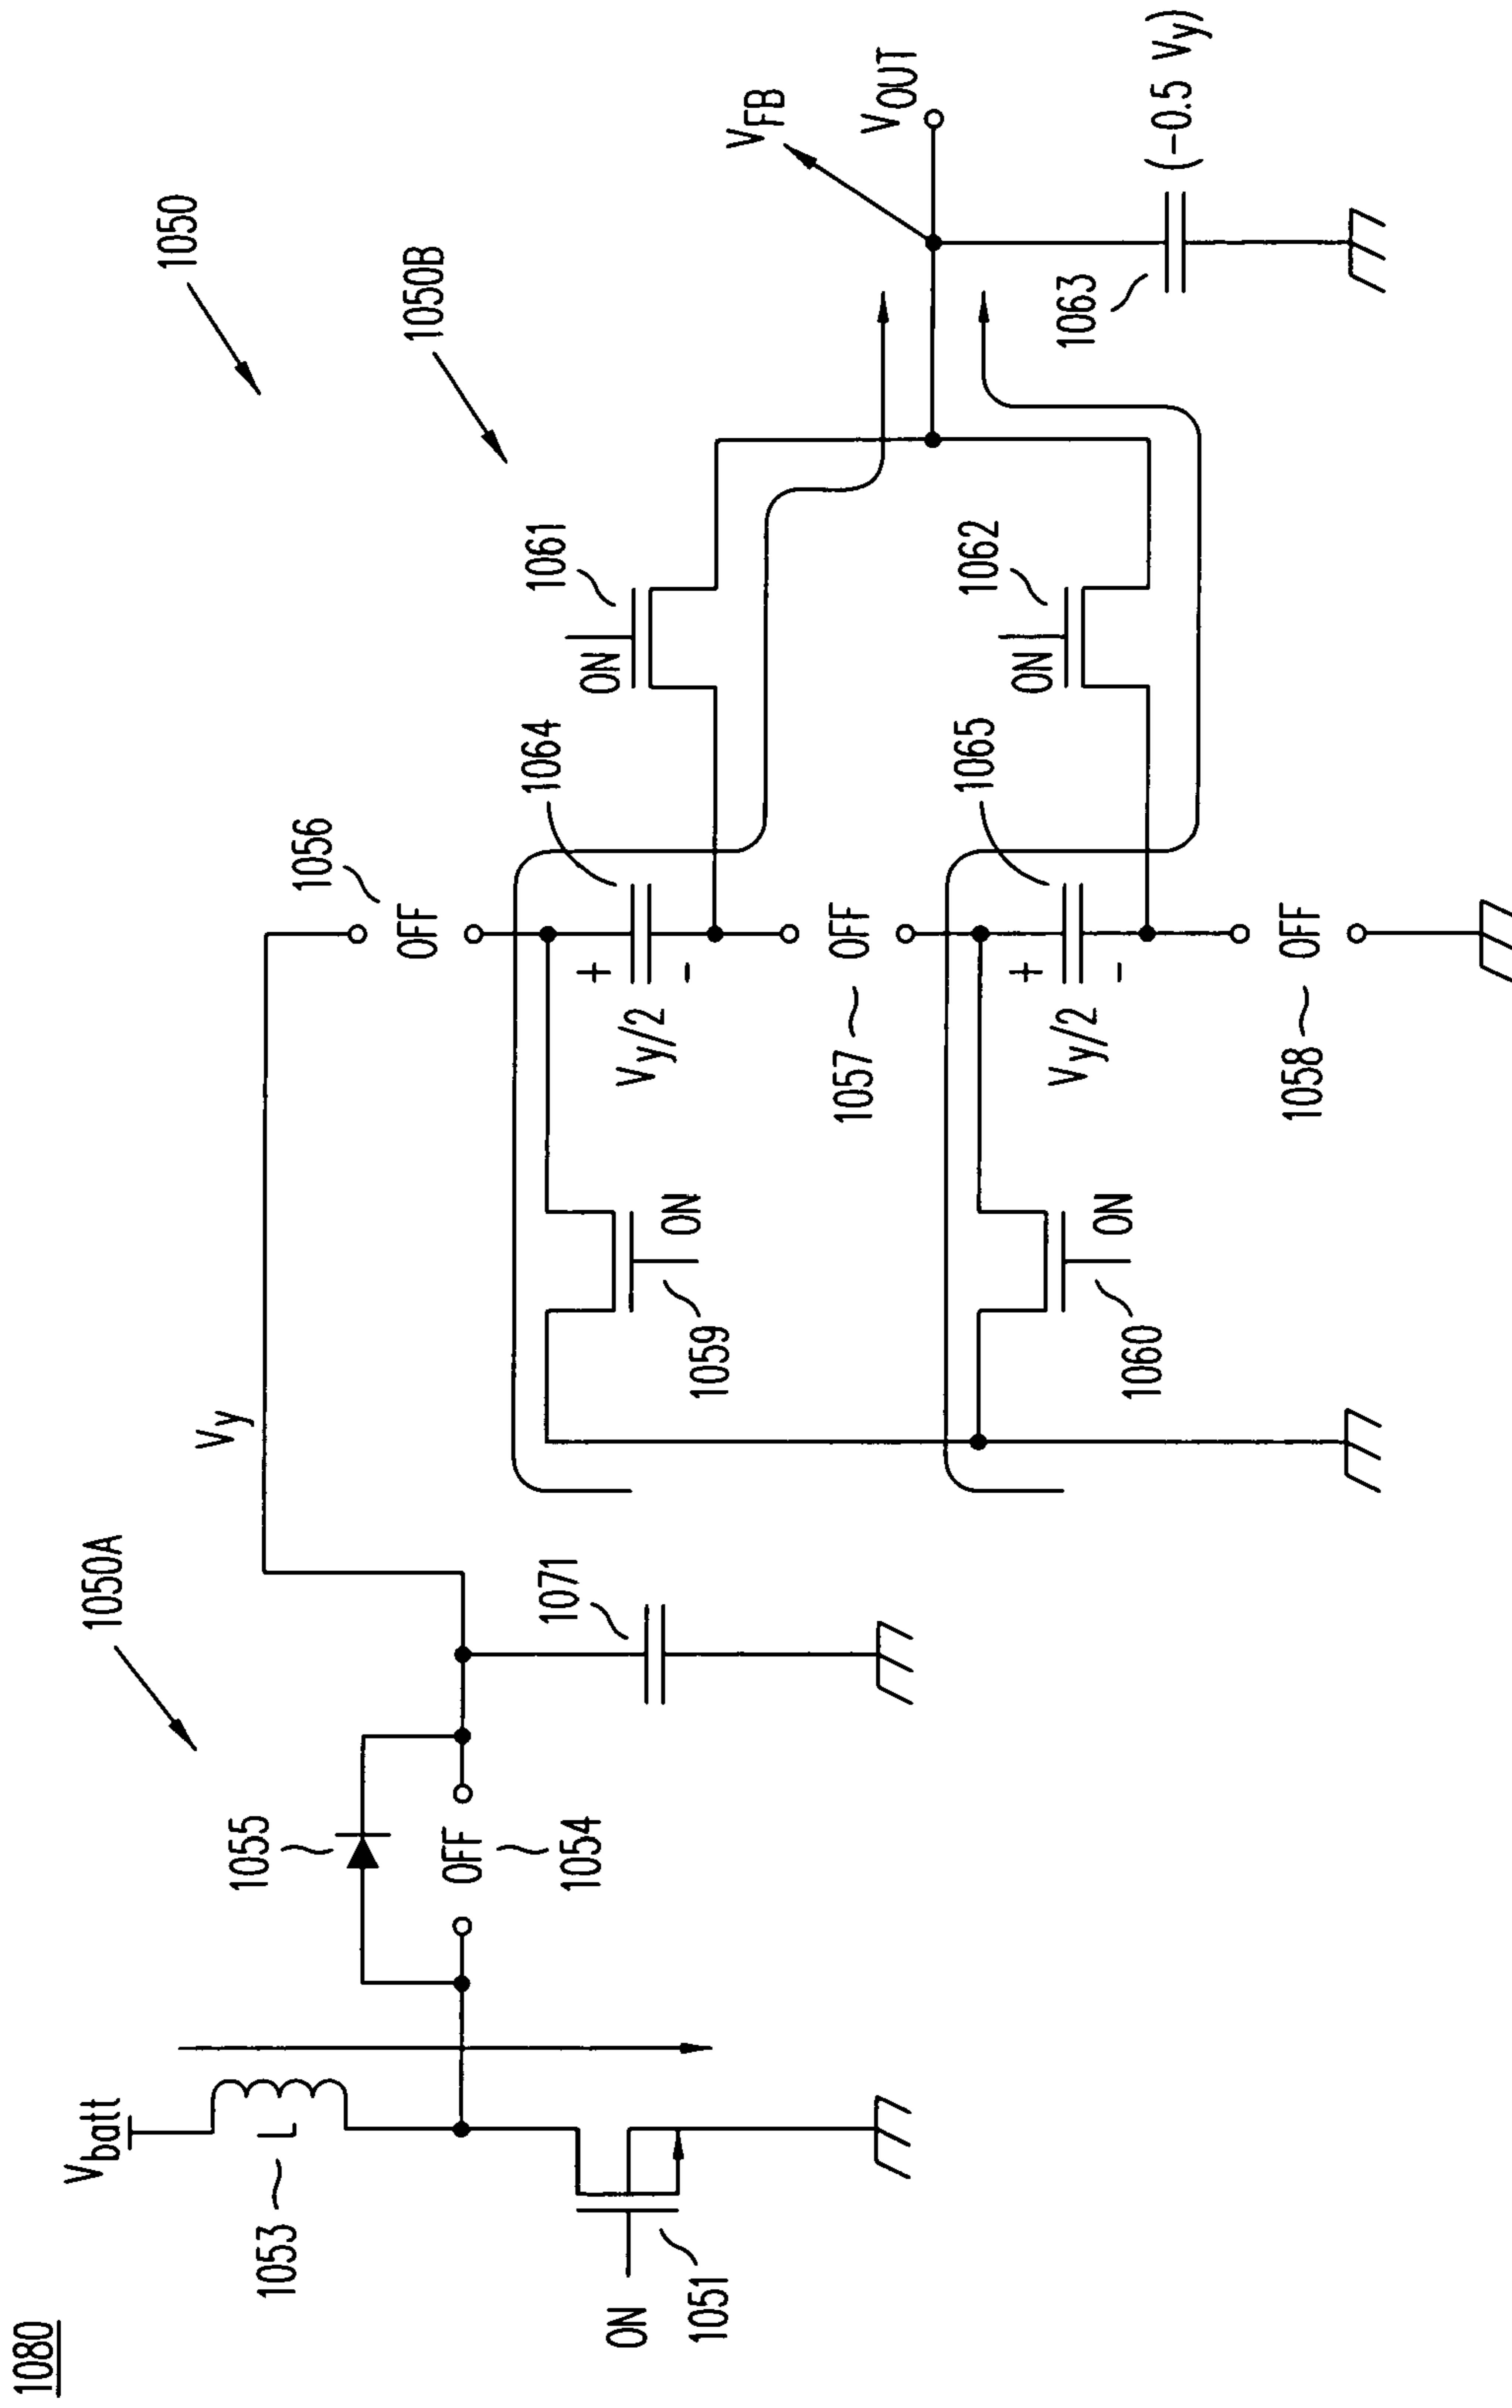 1080
1050
1050A
1050B
Vbatt
1053
L
ON
1051
1055
OFF
1054
1071
Vy
1056
OFF
1064
+
Vy/2
-
1061
ON
1059
ON
1057
OFF
1065
+
Vy/2
-
1062
ON
1060
ON
1058
OFF
VFB
VOUT
1063
(-0.5 Vy)